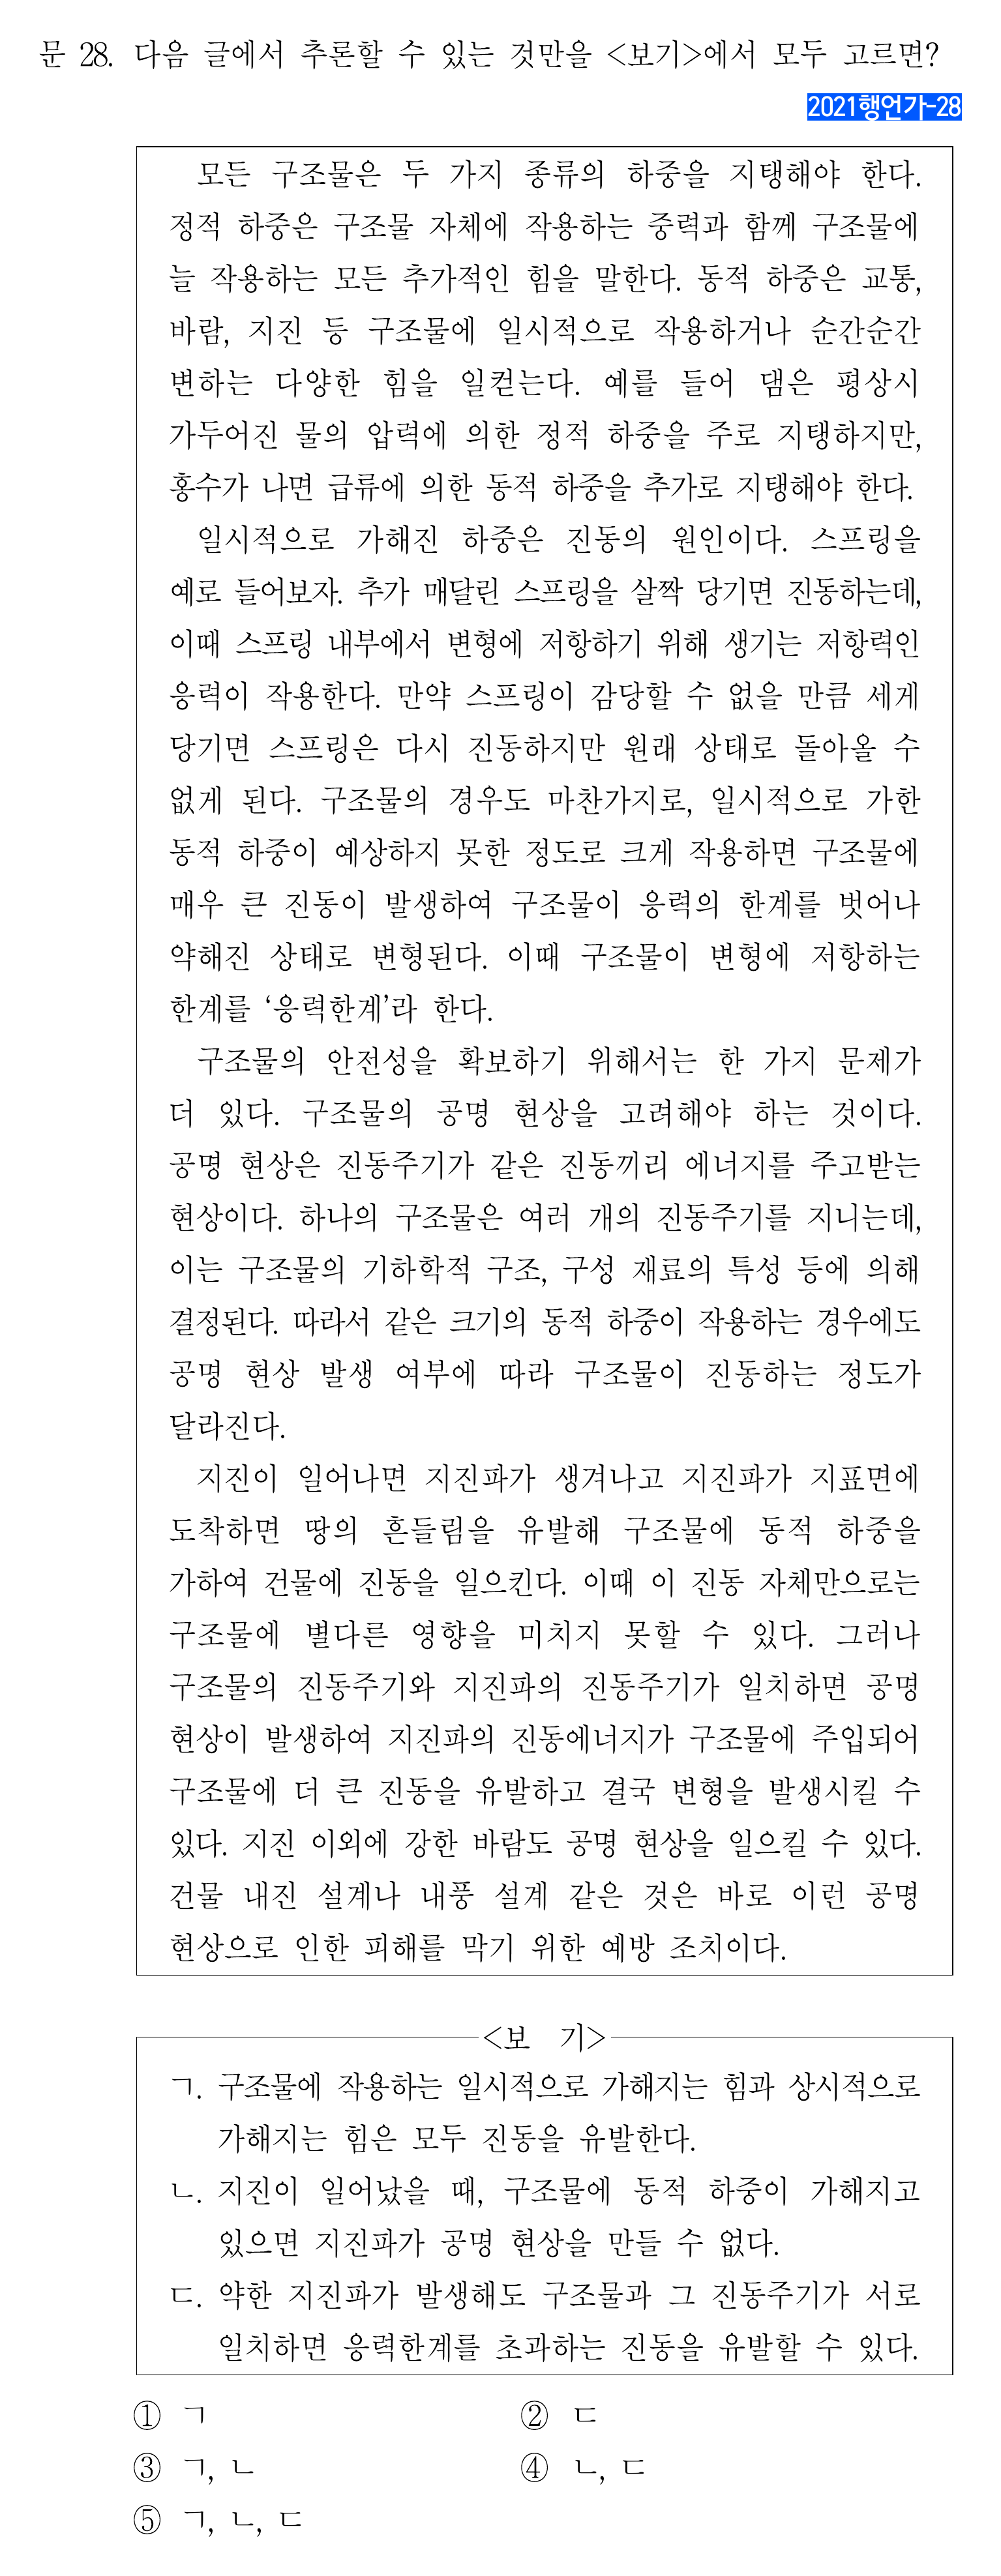 문 28. 다음 글에서 추론할 수 있는 것만을 <보기>에서 모두 고르면?
2021행언가-28
모든 구조물은 두 가지 종류의 하중을 지탱해야 한다.
정적 하중은 구조물 자체에 작용하는 중력과 함께 구조물에
늘 작용하는 모든 추가적인 힘을 말한다. 동적 하중은 교통,
바람, 지진 등 구조물에 일시적으로 작용하거나 순간순간
변하는 다양한 힘을 일컫는다. 예를 들어 댐은 평상시
가두어진 물의 압력에 의한 정적 하중을 주로 지탱하지만,
홍수가 나면 급류에 의한 동적 하중을 추가로 지탱해야 한다.
일시적으로 가해진 하중은 진동의 원인이다. 스프링을
예로 들어보자. 추가 매달린 스프링을 살짝 당기면 진동하는데,
이때 스프링 내부에서 변형에 저항하기 위해 생기는 저항력인
응력이 작용한다. 만약 스프링이 감당할 수 없을 만큼 세게
당기면 스프링은 다시 진동하지만 원래 상태로 돌아올 수
없게 된다. 구조물의 경우도 마찬가지로, 일시적으로 가한
동적 하중이 예상하지 못한 정도로 크게 작용하면 구조물에
매우 큰 진동이 발생하여 구조물이 응력의 한계를 벗어나
약해진 상태로 변형된다. 이때 구조물이 변형에 저항하는
한계를 ‘응력한계’라 한다.
구조물의 안전성을 확보하기 위해서는 한 가지 문제가
더 있다. 구조물의 공명 현상을 고려해야 하는 것이다.
공명 현상은 진동주기가 같은 진동끼리 에너지를 주고받는
현상이다. 하나의 구조물은 여러 개의 진동주기를 지니는데,
이는 구조물의 기하학적 구조, 구성 재료의 특성 등에 의해
결정된다. 따라서 같은 크기의 동적 하중이 작용하는 경우에도
공명 현상 발생 여부에 따라 구조물이 진동하는 정도가
달라진다.
지진이 일어나면 지진파가 생겨나고 지진파가 지표면에
도착하면 땅의 흔들림을 유발해 구조물에 동적 하중을
가하여 건물에 진동을 일으킨다. 이때 이 진동 자체만으로는
구조물에 별다른 영향을 미치지 못할 수 있다. 그러나
구조물의 진동주기와 지진파의 진동주기가 일치하면 공명
현상이 발생하여 지진파의 진동에너지가 구조물에 주입되어
구조물에 더 큰 진동을 유발하고 결국 변형을 발생시킬 수
있다. 지진 이외에 강한 바람도 공명 현상을 일으킬 수 있다.
건물 내진 설계나 내풍 설계 같은 것은 바로 이런 공명
현상으로 인한 피해를 막기 위한 예방 조치이다.
<보 기>
ㄱ. 구조물에 작용하는 일시적으로 가해지는 힘과 상시적으로
가해지는 힘은 모두 진동을 유발한다.
ㄴ. 지진이 일어났을 때, 구조물에 동적 하중이 가해지고
있으면 지진파가 공명 현상을 만들 수 없다.
ㄷ. 약한 지진파가 발생해도 구조물과 그 진동주기가 서로
일치하면 응력한계를 초과하는 진동을 유발할 수 있다.
① ㄱ ② ㄷ
③ ㄱ, ㄴ ④ ㄴ, ㄷ
⑤ ㄱ, ㄴ, ㄷ